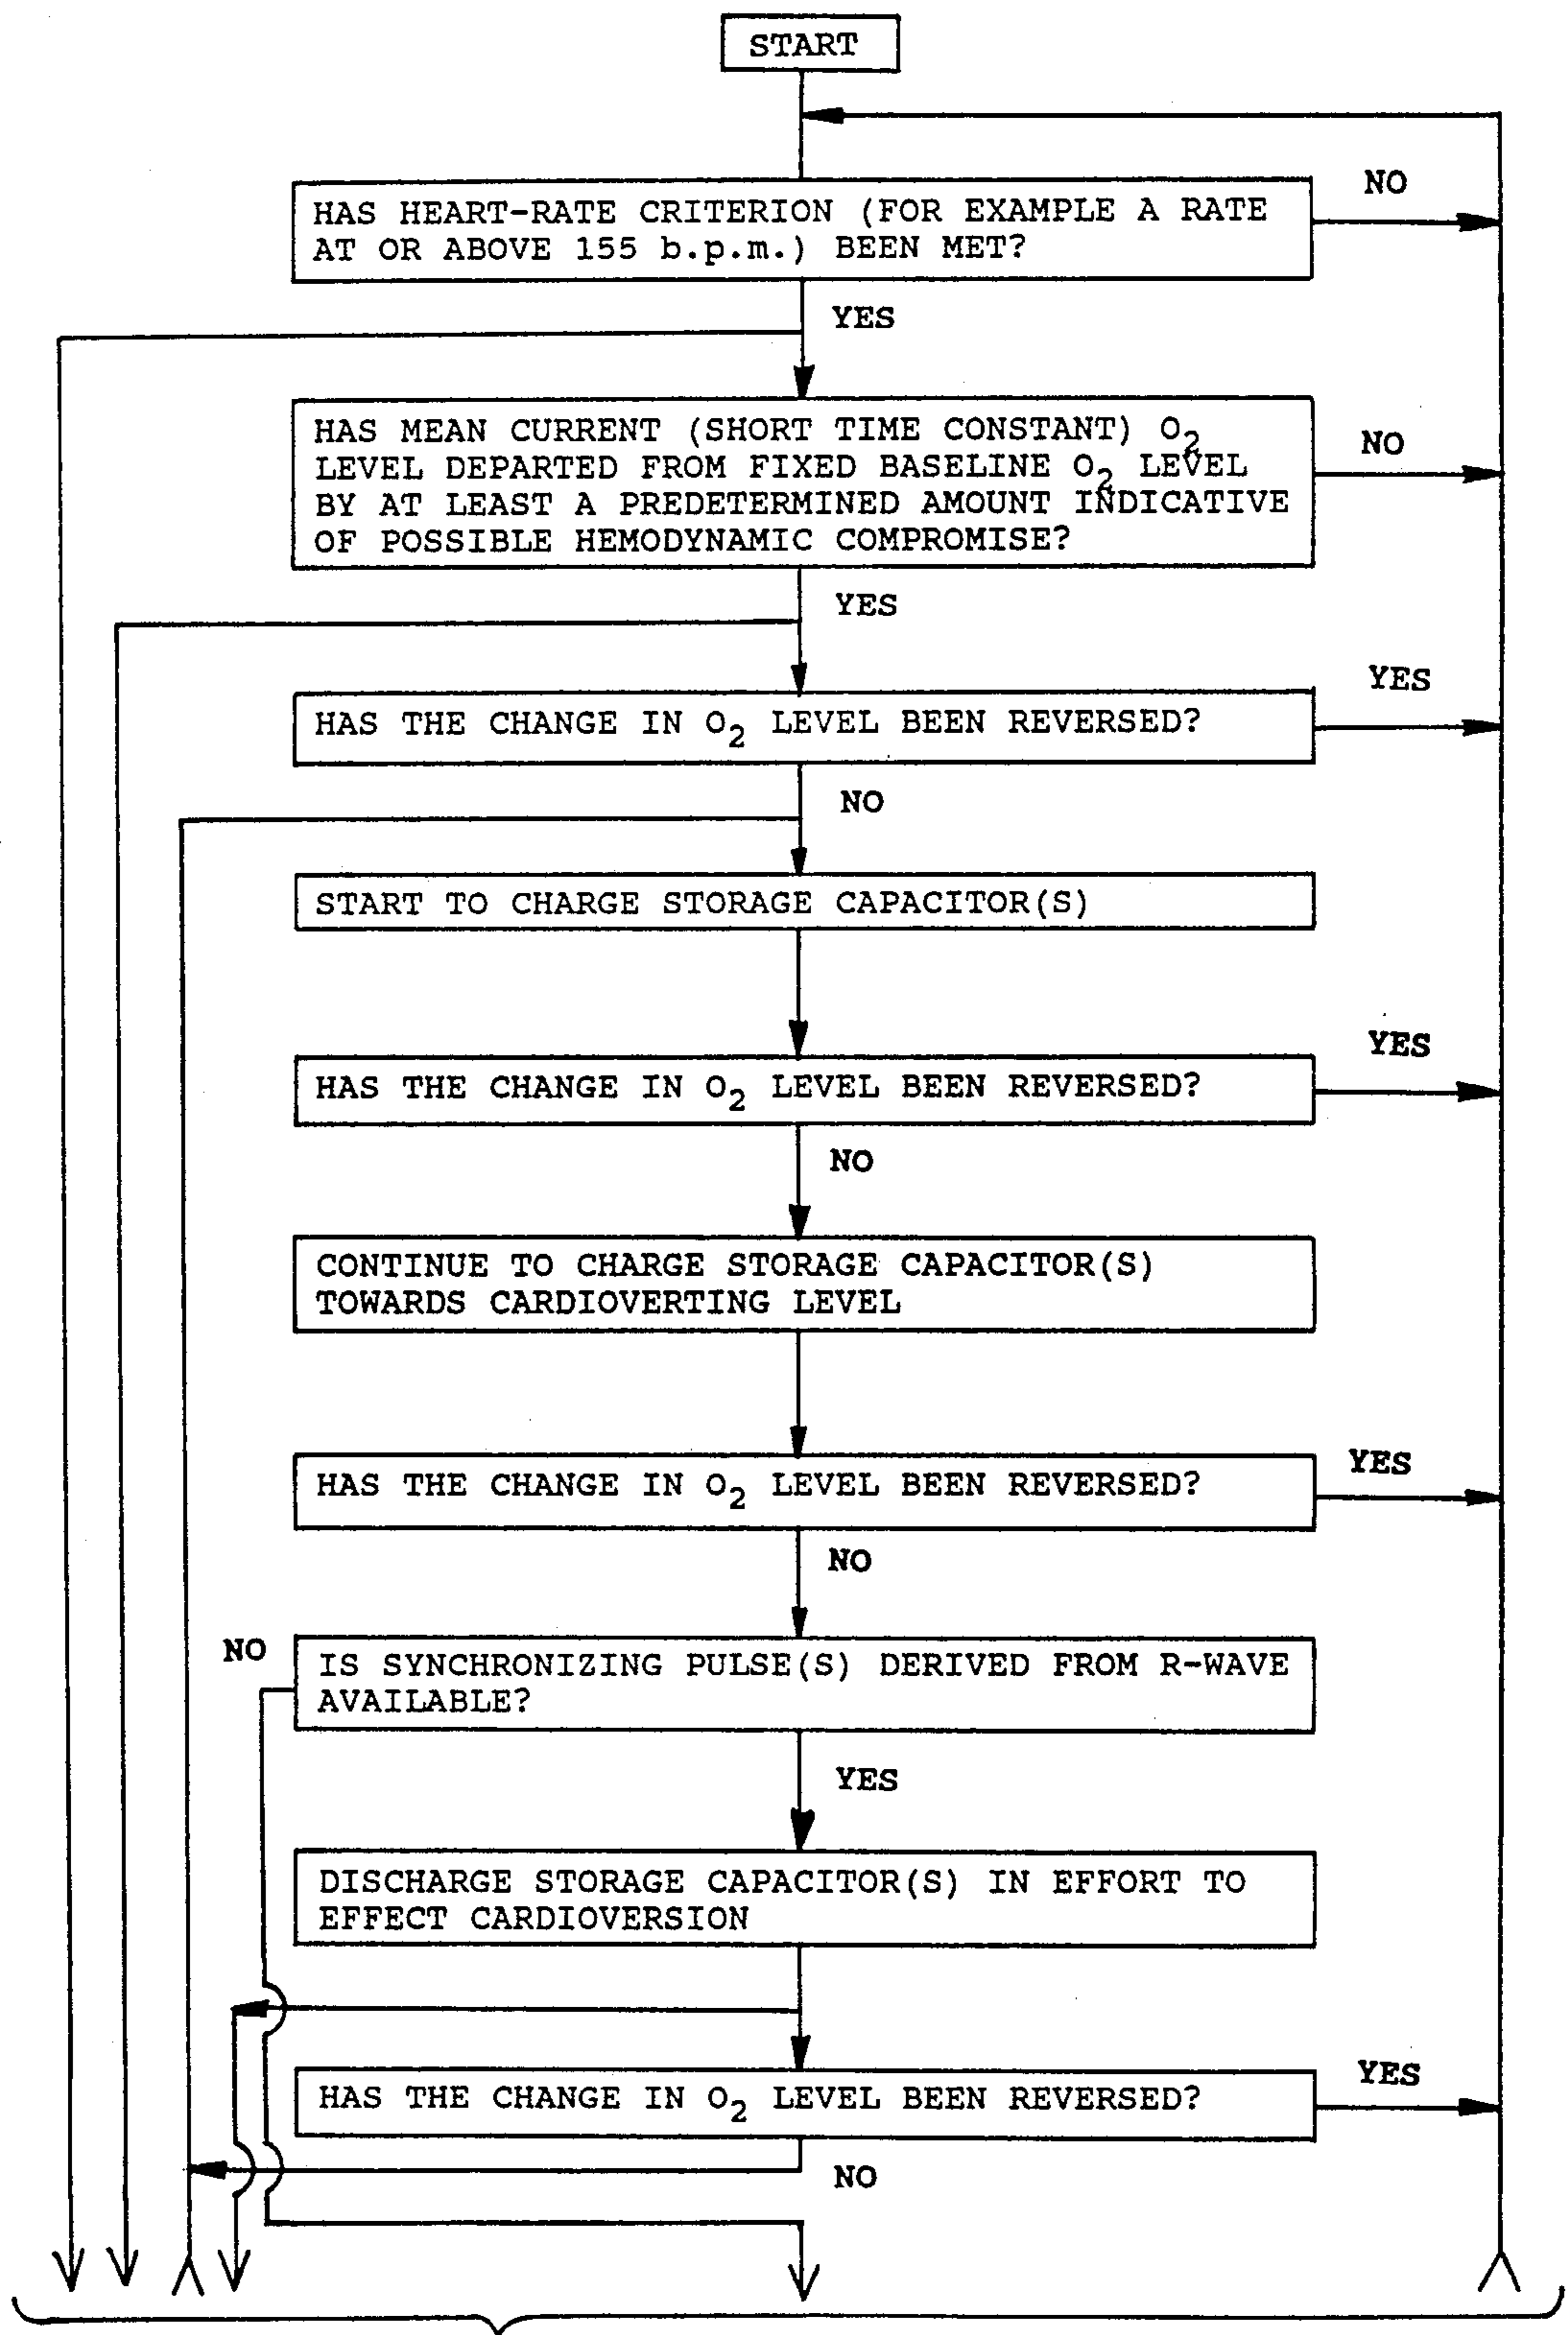 START
NO
HAS HEART-RATE CRITERION (FOR EXAMPLE A RATE
AT OR ABOVE 155 b.p.m.) BEEN MET?
YES
HAS MEAN CURRENT (SHORT TIME CONSTANT) O2
LEVEL DEPARTED FROM FIXED BASELINE O2 LEVEL
BY AT LEAST A PREDETERMINED AMOUNT INDICATIVE
OF POSSIBLE HEMODYNAMIC COMPROMISE?
NO
YES
YES
HAS THE CHANGE IN O2 LEVEL BEEN REVERSED?
NO
START TO CHARGE STORAGE CAPACITOR(S)
YES
HAS THE CHANGE IN O2 LEVEL BEEN REVERSED?
NO
CONTINUE TO CHARGE STORAGE CAPACITOR(S)
TOWARDS CARDIOVERTING LEVEL
YES
HAS THE CHANGE IN O2 LEVEL BEEN REVERSED?
NO
NO
IS SYNCHRONIZING PULSE(S) DERIVED FROM R-WAVE
AVAILABLE?
YES
DISCHARGE STORAGE CAPACITOR(S) IN EFFORT TO
EFFECT CARDIOVERSION
YES
HAS THE CHANGE IN O2 LEVEL BEEN REVERSED?
NO